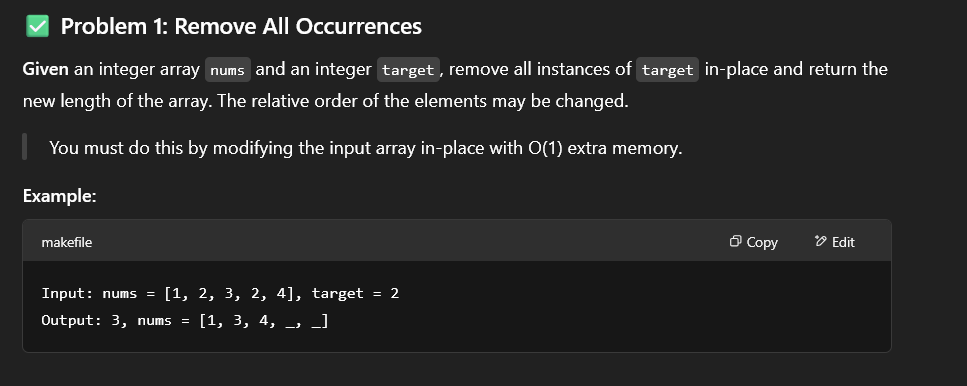 ✅ Problem 1: Remove All Occurrences
Given an integer array nums and an integer target, remove all instances of target in-place and return the
new length of the array. The relative order of the elements may be changed.
You must do this by modifying the input array in-place with O(1) extra memory.
Example:
makefile Copy Edit
Input: nums = [1, 2, 3, 2, 4], target = 2
Output: 3, nums = [1, 3, 4, _, _]